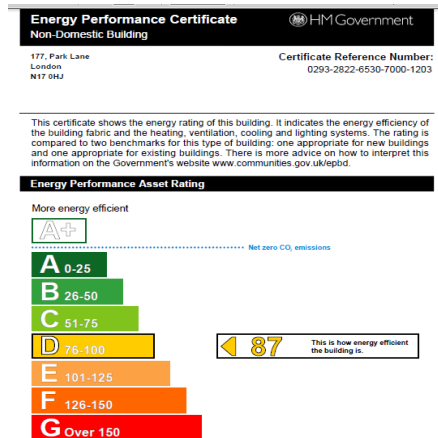 Energy Performance Certificate
HM Government
Non-Domestic Building
177, Park Lane
London
N17 0HJ
Certificate Reference Number:
0293-2822-6530-7000-1203
This certificate shows the energy rating of this building. It indicates the energy efficiency of
the building fabric and the heating, ventilation, cooling and lighting systems. The rating is
compared to two benchmarks for this type of building: one appropriate for new buildings
and one appropriate for existing buildings. There is more advice on how to interpret this
information on the Government's website www.communities.gov.uk/epbd.
Energy Performance Asset Rating
More energy efficient
A+
Net zero CO₂ emissions
A 0-25
B 26-50
C 51-75
D 76-100
87
This is how energy efficient
the building is.
E 101-125
F 126-150
G Over 150